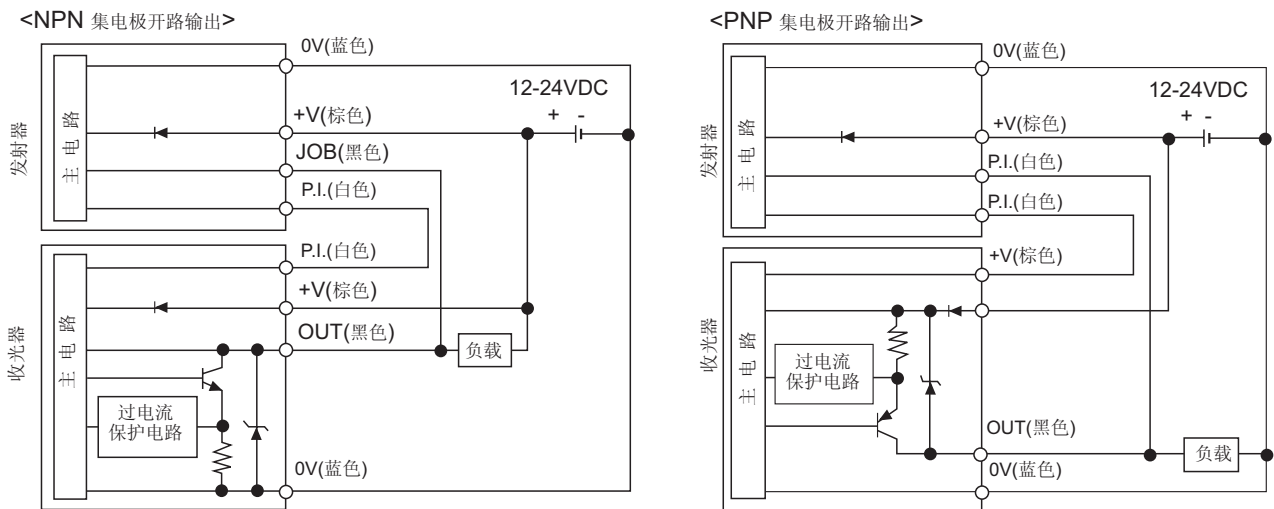 <NPN 集电极开路输出>
0V(蓝色)
12-24VDC
+ -
+V(棕色)
JOB(黑色)
P.I.(白色)
发射器
主电路
P.I.(白色)
+V(棕色)
OUT(黑色)
负载
收光器
主电路
过电流
保护电路
0V(蓝色)
<PNP 集电极开路输出>
0V(蓝色)
12-24VDC
+ -
+V(棕色)
P.I.(白色)
P.I.(白色)
发射器
主电路
+V(棕色)
收光器
主电路
过电流
保护电路
OUT(黑色)
负载
0V(蓝色)